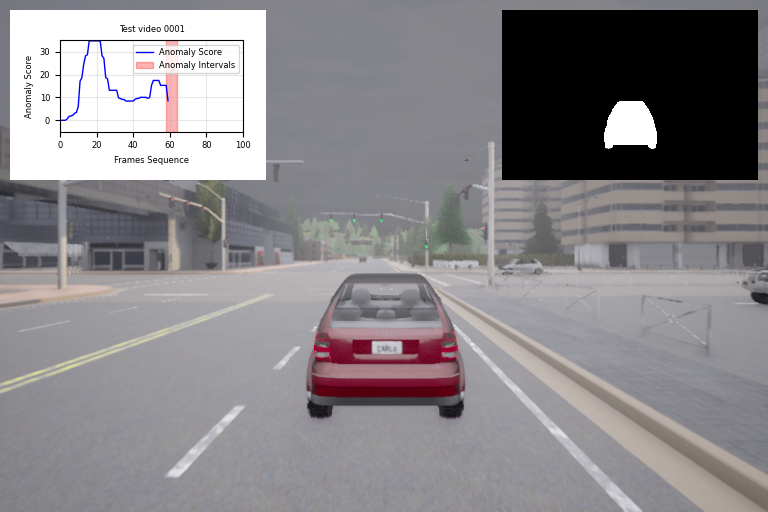 Test video 0001
Anomaly Score
Anomaly Intervals
Anomaly Score
30
20
10
0
0 20 40 60 80 100
Frames Sequence
CARLA